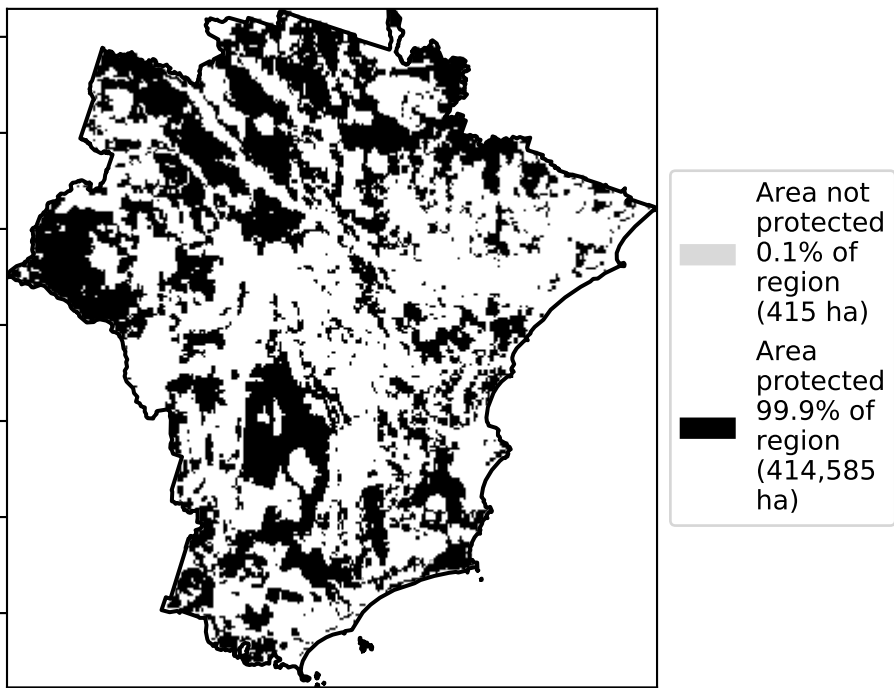 Area not
protected
0.1% of
region
(415 ha)
Area
protected
99.9% of
region
(414,585
ha)